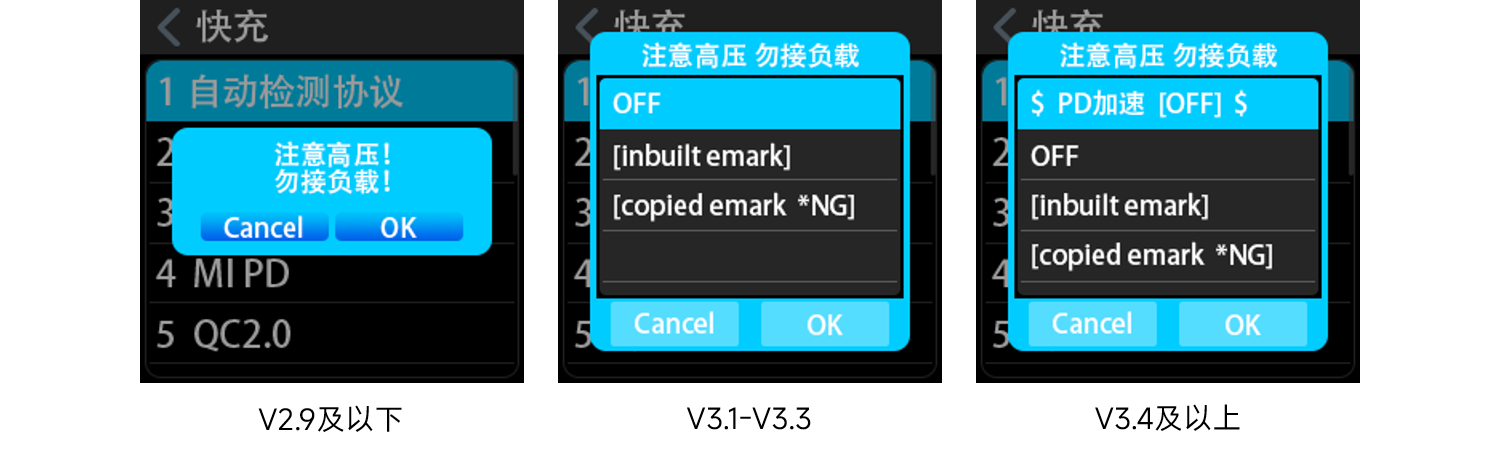 快充
1 自动检测协议
2
注意高压!
勿接负载!
3
Cancel
OK
4 MI PD
5 QC2.0
V2.9及以下
快充
注意高压 勿接负载
1
OFF
2
[inbuilt emark]
3
[copied emark *NG]
4
5
Cancel
OK
V3.1-V3.3
快充
注意高压 勿接负载
1
$ PD加速 [OFF] $
2
OFF
3
[inbuilt emark]
4
[copied emark *NG]
5
Cancel
OK
V3.4及以上